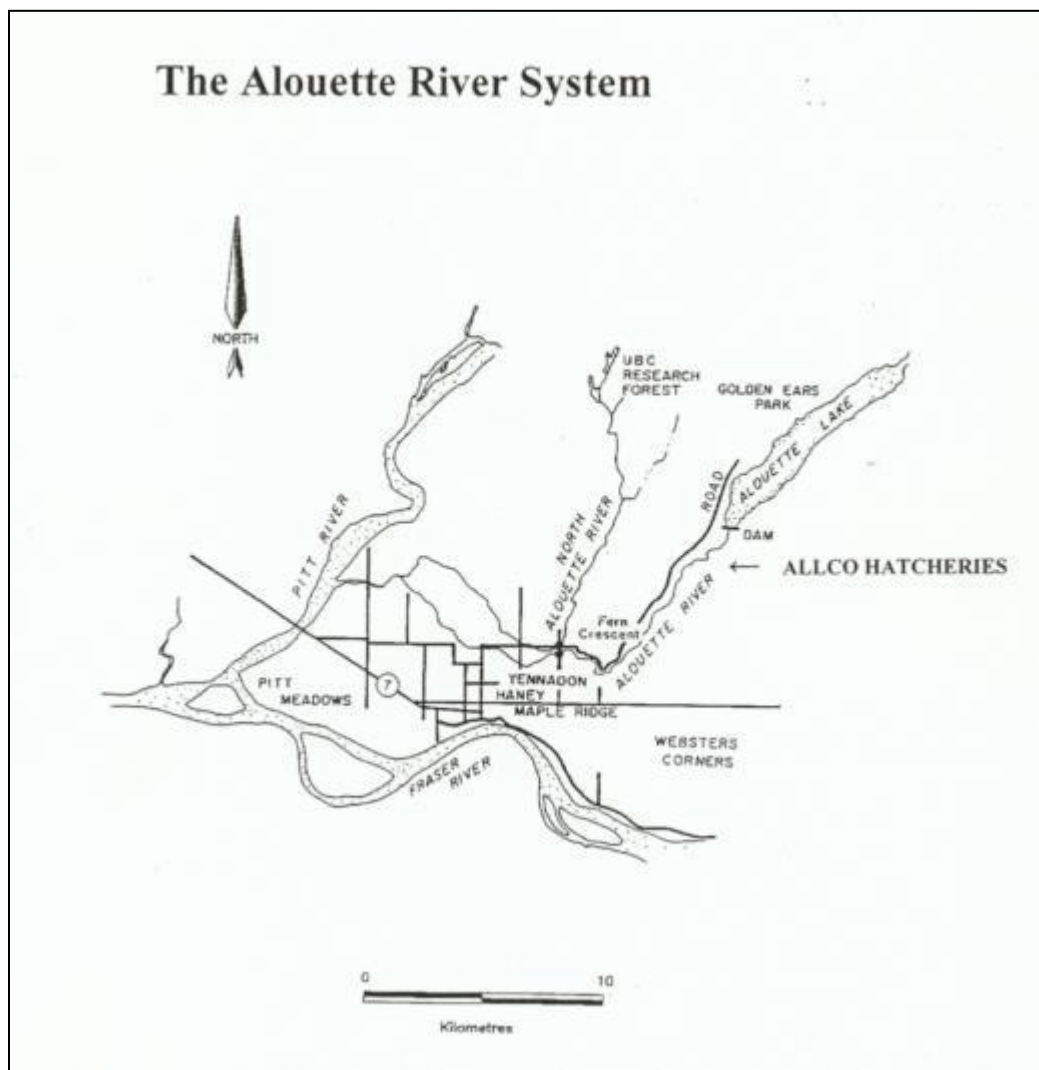 The Alouette River System
NORTH
UBC
RESEARCH
FOREST
GOLDEN EARS
PARK
ALOUETTE LAKE
ROAD
DAM
← ALLCO HATCHERIES
PITT RIVER
NORTH
ALOUETTE RIVER
Fern
Crescent
ALOUETTE RIVER
PITT
MEADOWS
7
YENNADON
HANEY
MAPLE RIDGE
WEBSTERS
CORNERS
FRASER
RIVER
0 10
Kilometres